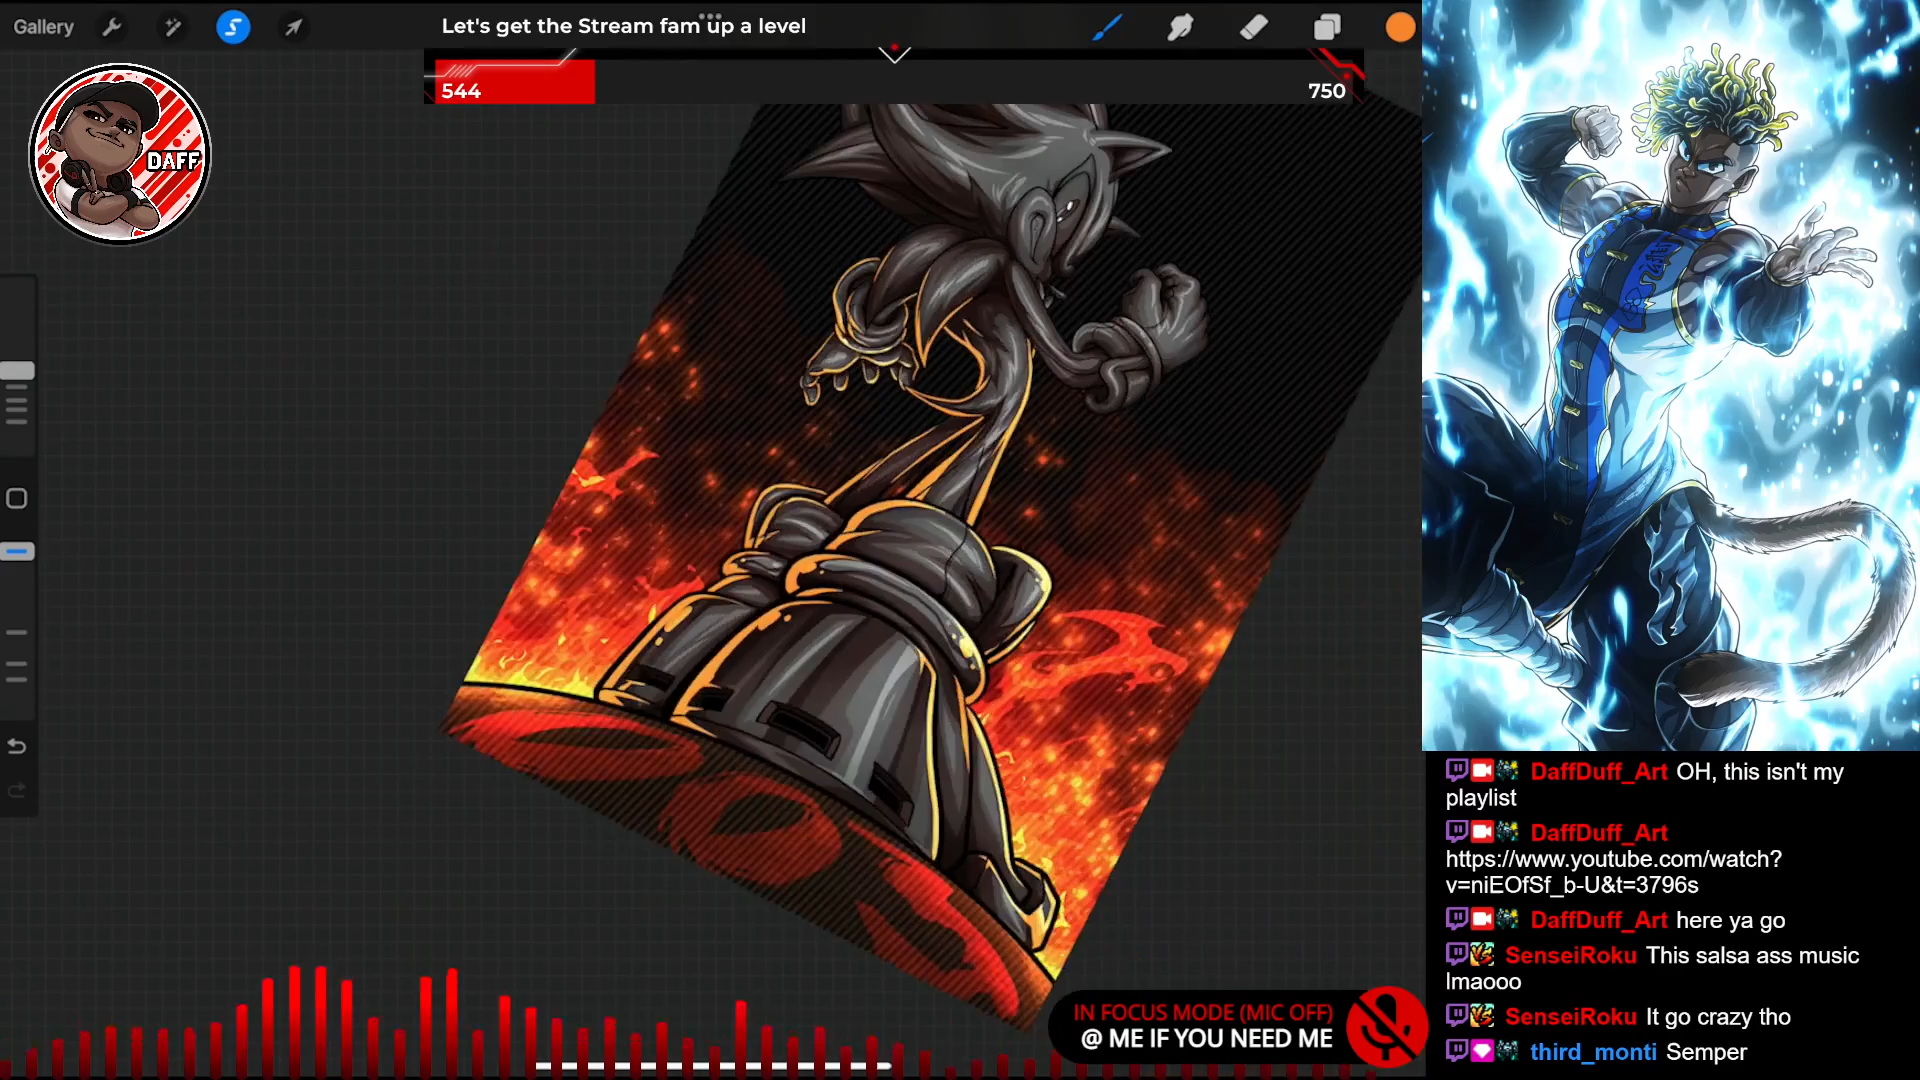 Gallery
Let's get the Stream fam up a level
544
750
DAFF
DaffDuff_Art OH, this isn't my
playlist
DaffDuff_Art
https://www.youtube.com/watch?
v=niEOfSf_b-U&t=3796s
DaffDuff_Art here ya go
SenseiRoku This salsa ass music
lmaooo
SenseiRoku It go crazy tho
third_monti Semper
IN FOCUS MODE (MIC OFF)
@ ME IF YOU NEED ME